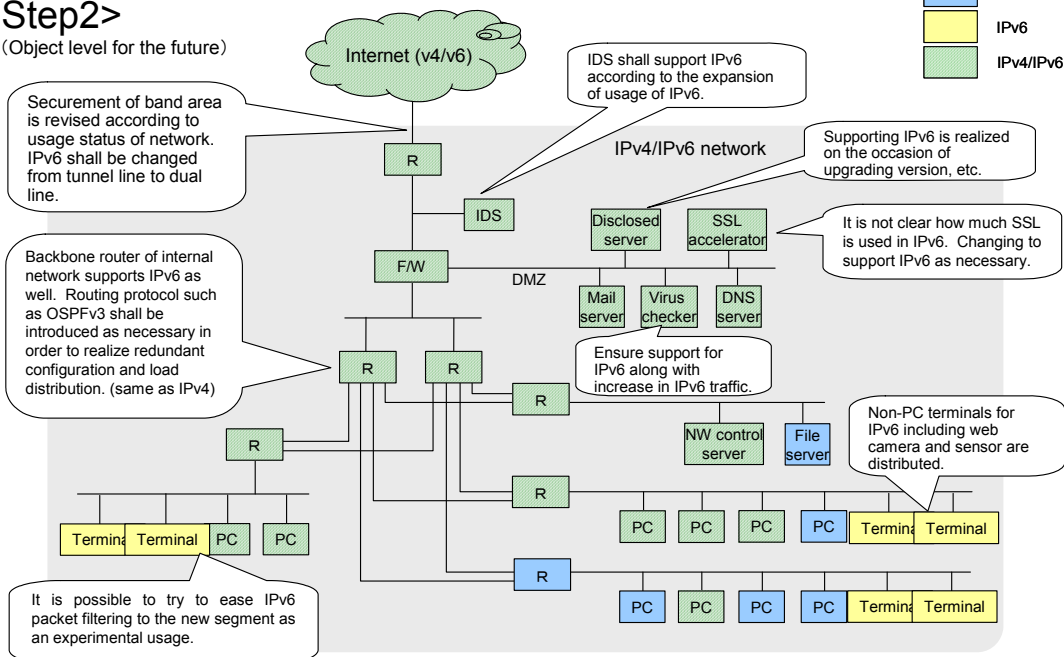 Step2>
(Object level for the future)
IPv6
IPv4/IPv6
Internet (v4/v6)
IDS shall support IPv6
according to the expansion
of usage of IPv6.
Securement of band area
is revised according to
usage status of network.
IPv6 shall be changed
from tunnel line to dual
line.
R
IPv4/IPv6 network
Supporting IPv6 is realized
on the occasion of
upgrading version, etc.
IDS
Disclosed
server
SSL
accelerator
It is not clear how much SSL
is used in IPv6. Changing to
support IPv6 as necessary.
Backbone router of internal
network supports IPv6 as
well. Routing protocol such
as OSPFv3 shall be
introduced as necessary in
order to realize redundant
configuration and load
distribution. (same as IPv4)
F/W
DMZ
Mail
server
Virus
checker
DNS
server
Ensure support for
IPv6 along with
increase in IPv6 traffic.
R
R
R
NW control
server
File
server
Non-PC terminals for
IPv6 including web
camera and sensor are
distributed.
R
R
Termina
Terminal
PC
PC
PC
PC
PC
PC
Termina
Terminal
R
PC
PC
PC
PC
Termina
Terminal
It is possible to try to ease IPv6
packet filtering to the new segment as
an experimental usage.